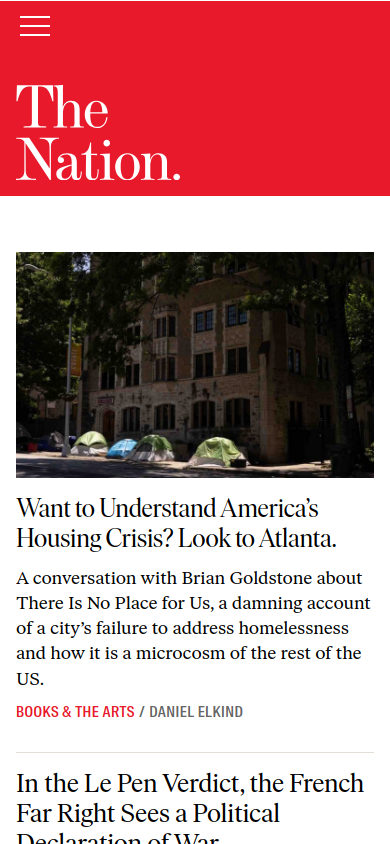 The
Nation.
Want to Understand America’s
Housing Crisis? Look to Atlanta.
A conversation with Brian Goldstone about
There Is No Place for Us, a damning account
of a city’s failure to address homelessness
and how it is a microcosm of the rest of the
US.
BOOKS & THE ARTS / DANIEL ELKIND
In the Le Pen Verdict, the French
Far Right Sees a Political
Declaration of War